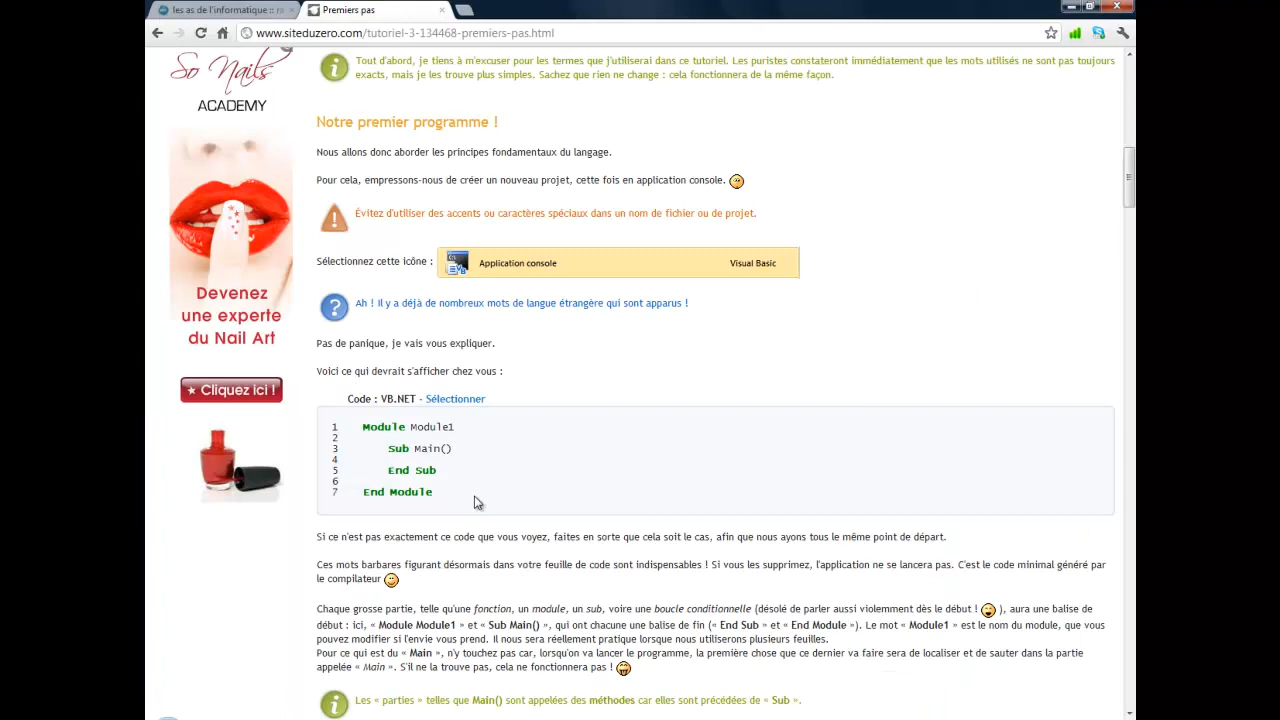 les as de l'informatique :: ra
Premiers pas
www.siteduzero.com/tutoriel-3-134468-premiers-pas.html
So Nails
ACADEMY
Devenez
une experte
du Nail Art
★ Cliquez ici !
Tout d'abord, je tiens à m'excuser pour les termes que j'utiliserai dans ce tutoriel. Les puristes constateront immédiatement que les mots utilisés ne sont pas toujours
exacts, mais je les trouve plus simples. Sachez que rien ne change : cela fonctionnera de la même façon.
Notre premier programme !
Nous allons donc aborder les principes fondamentaux du langage.
Pour cela, empressons-nous de créer un nouveau projet, cette fois en application console.
Évitez d'utiliser des accents ou caractères spéciaux dans un nom de fichier ou de projet.
Sélectionnez cette icône :
Application console Visual Basic
Ah ! Il y a déjà de nombreux mots de langue étrangère qui sont apparus !
Pas de panique, je vais vous expliquer.
Voici ce qui devrait s'afficher chez vous :
Code : VB.NET - Sélectionner
1 Module Module1
2
3 Sub Main()
4
5 End Sub
6
7 End Module
Si ce n'est pas exactement ce code que vous voyez, faites en sorte que cela soit le cas, afin que nous ayons tous le même point de départ.
Ces mots barbares figurant désormais dans votre feuille de code sont indispensables ! Si vous les supprimez, l'application ne se lancera pas. C'est le code minimal généré par
le compilateur
Chaque grosse partie, telle qu'une fonction, un module, un sub, voire une boucle conditionnelle (désolé de parler aussi violemment dès le début ! ), aura une balise de
début : ici, « Module Module1 » et « Sub Main() », qui ont chacune une balise de fin (« End Sub » et « End Module »). Le mot « Module1 » est le nom du module, que vous
pouvez modifier si l'envie vous prend. Il nous sera réellement pratique lorsque nous utiliserons plusieurs feuilles.
Pour ce qui est du « Main », n'y touchez pas car, lorsqu'on va lancer le programme, la première chose que ce dernier va faire sera de localiser et de sauter dans la partie
appelée « Main ». S'il ne la trouve pas, cela ne fonctionnera pas !
Les « parties » telles que Main() sont appelées des méthodes car elles sont précédées de « Sub ».